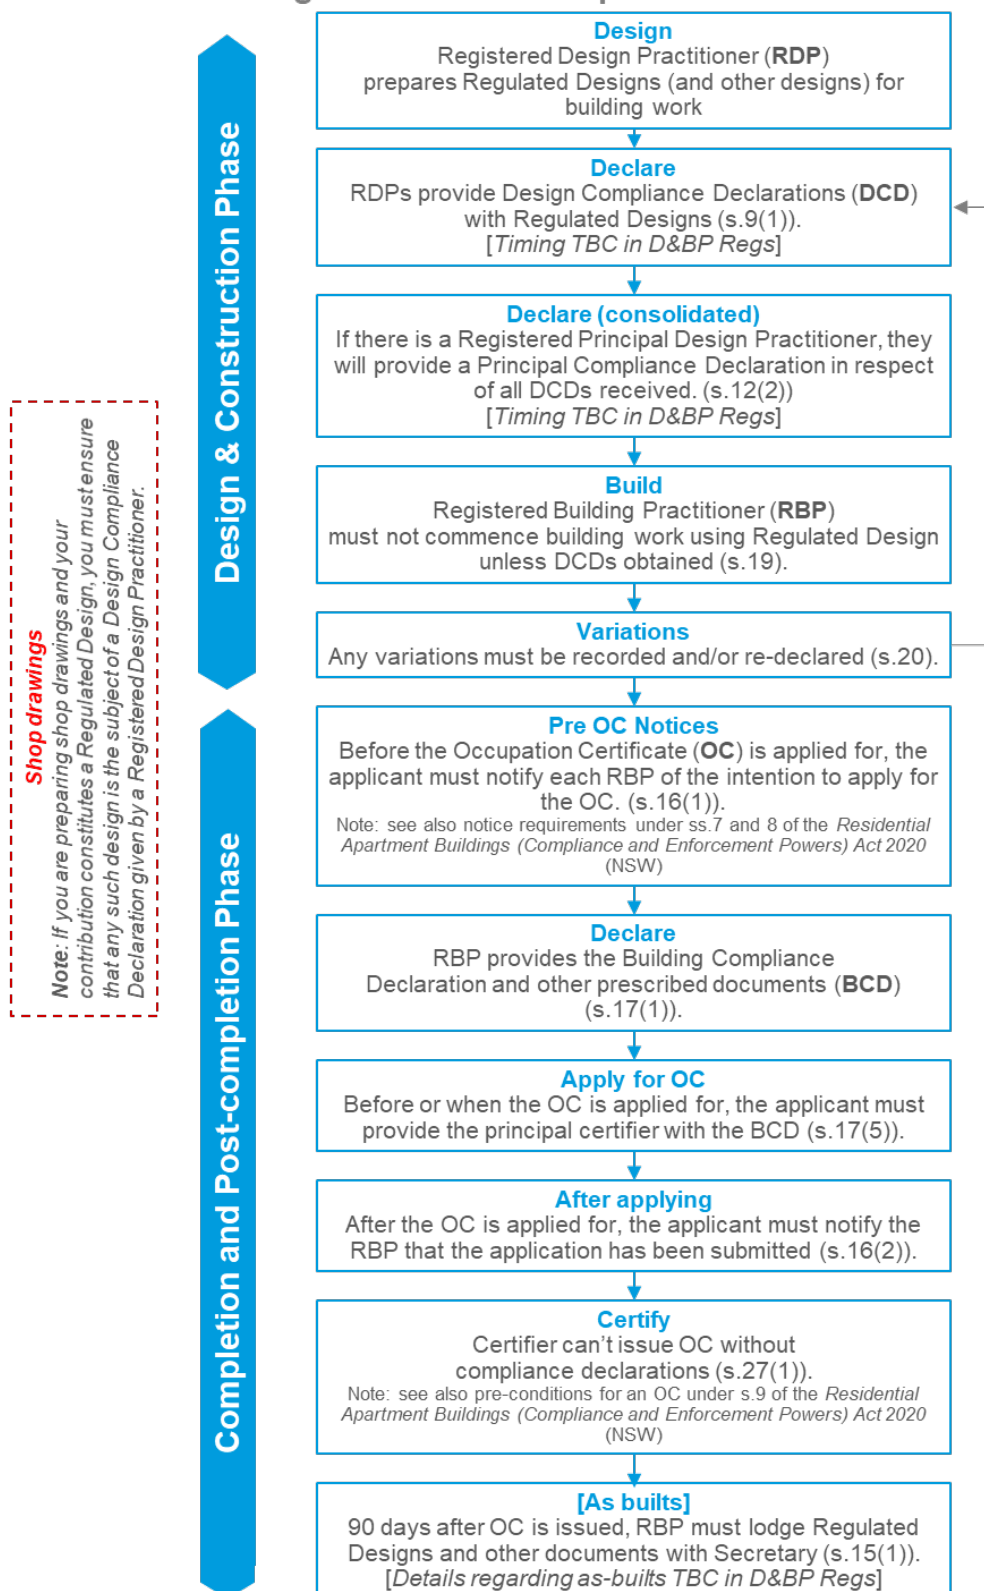 Design
Registered Design Practitioner (RDP)
prepares Regulated Designs (and other designs) for
building work
Declare
RDPs provide Design Compliance Declarations (DCD)
with Regulated Designs (s.9(1)).
[Timing TBC in D&BP Regs]
Declare (consolidated)
If there is a Registered Principal Design Practitioner, they
will provide a Principal Compliance Declaration in respect
of all DCDs received. (s.12(2))
[Timing TBC in D&BP Regs]
Build
Registered Building Practitioner (RBP)
must not commence building work using Regulated Design
unless DCDs obtained (s.19).
Variations
Any variations must be recorded and/or re-declared (s.20).
Design & Construction Phase
Shop drawings
Note: If you are preparing shop drawings and your
contribution constitutes a Regulated Design, you must ensure
that any such design is the subject of a Design Compliance
Declaration given by a Registered Design Practitioner.
Pre OC Notices
Before the Occupation Certificate (OC) is applied for, the
applicant must notify each RBP of the intention to apply for
the OC. (s.16(1)).
Note: see also notice requirements under ss.7 and 8 of the Residential
Apartment Buildings (Compliance and Enforcement Powers) Act 2020
(NSW)
Declare
RBP provides the Building Compliance
Declaration and other prescribed documents (BCD)
(s.17(1)).
Apply for OC
Before or when the OC is applied for, the applicant must
provide the principal certifier with the BCD (s.17(5)).
After applying
After the OC is applied for, the applicant must notify the
RBP that the application has been submitted (s.16(2)).
Certify
Certifier can't issue OC without
compliance declarations (s.27(1)).
Note: see also pre-conditions for an OC under s.9 of the Residential
Apartment Buildings (Compliance and Enforcement Powers) Act 2020
(NSW)
[As builts]
90 days after OC is issued, RBP must lodge Regulated
Designs and other documents with Secretary (s.15(1)).
[Details regarding as-builts TBC in D&BP Regs]
Completion and Post-completion Phase